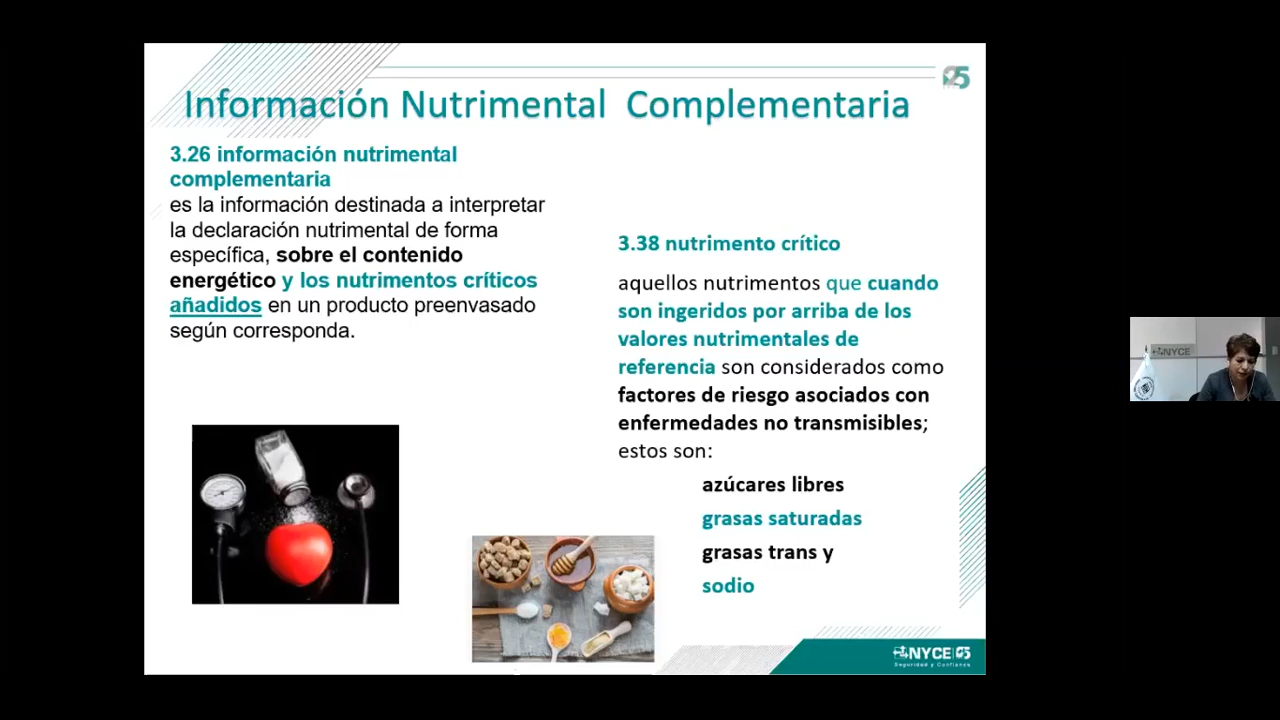 Información Nutrimental Complementaria
3.26 información nutrimental
complementaria
es la información destinada a interpretar
la declaración nutrimental de forma
específica, sobre el contenido
energético y los nutrimentos críticos
añadidos en un producto preenvasado
según corresponda.
3.38 nutrimento crítico
aquellos nutrimentos que cuando
son ingeridos por arriba de los
valores nutrimentales de
referencia son considerados como
factores de riesgo asociados con
enfermedades no transmisibles;
estos son:
azúcares libres
grasas saturadas
grasas trans y
sodio
NYCE
Seguridad y Confianza
NYCE